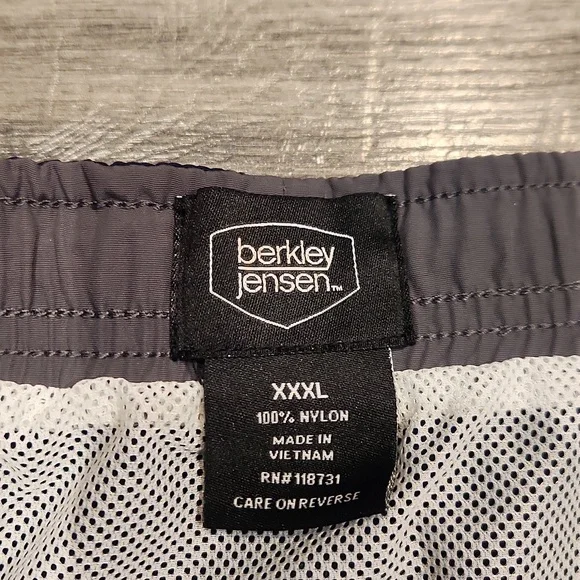 berkley
jensen™
XXXL
100% NYLON
MADE IN
VIETNAM
RN#118731
CARE ON REVERSE